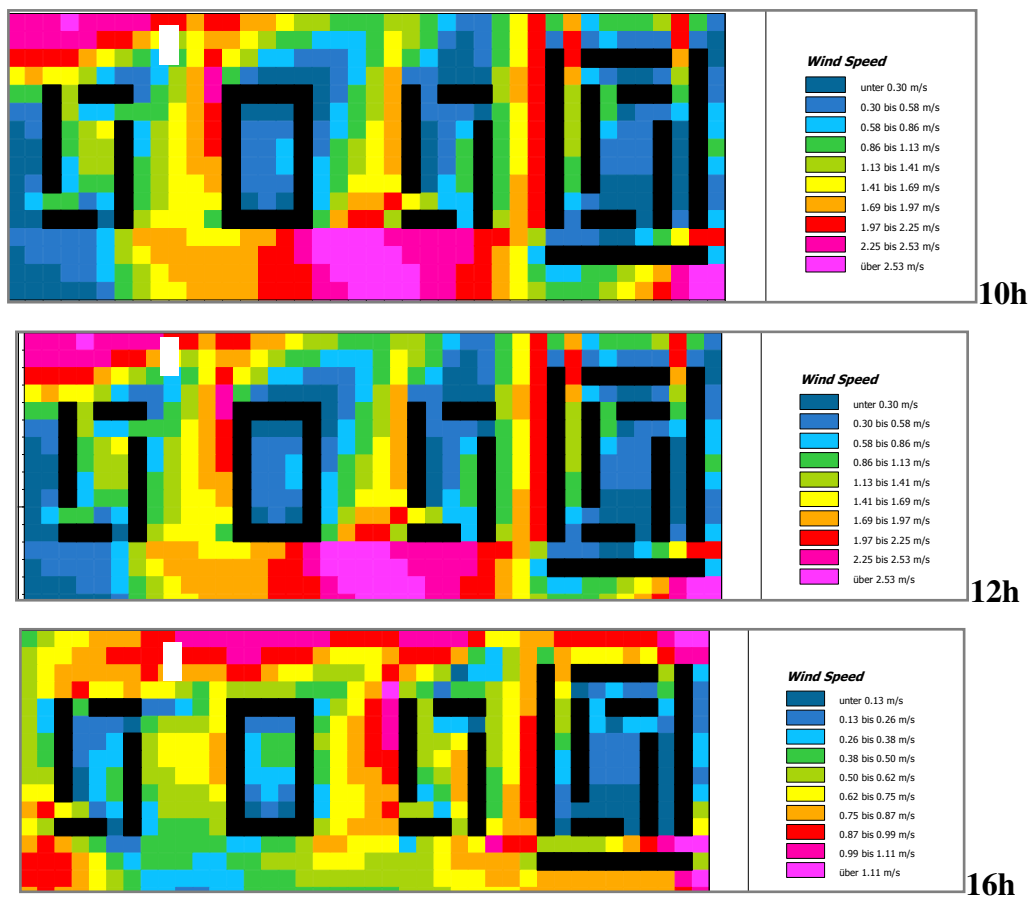 Wind Speed
unter 0.30 m/s
0.30 bis 0.58 m/s
0.58 bis 0.86 m/s
0.86 bis 1.13 m/s
1.13 bis 1.41 m/s
1.41 bis 1.69 m/s
1.69 bis 1.97 m/s
1.97 bis 2.25 m/s
2.25 bis 2.53 m/s
über 2.53 m/s
10h
Wind Speed
unter 0.30 m/s
0.30 bis 0.58 m/s
0.58 bis 0.86 m/s
0.86 bis 1.13 m/s
1.13 bis 1.41 m/s
1.41 bis 1.69 m/s
1.69 bis 1.97 m/s
1.97 bis 2.25 m/s
2.25 bis 2.53 m/s
über 2.53 m/s
12h
Wind Speed
unter 0.13 m/s
0.13 bis 0.26 m/s
0.26 bis 0.38 m/s
0.38 bis 0.50 m/s
0.50 bis 0.62 m/s
0.62 bis 0.75 m/s
0.75 bis 0.87 m/s
0.87 bis 0.99 m/s
0.99 bis 1.11 m/s
über 1.11 m/s
16h